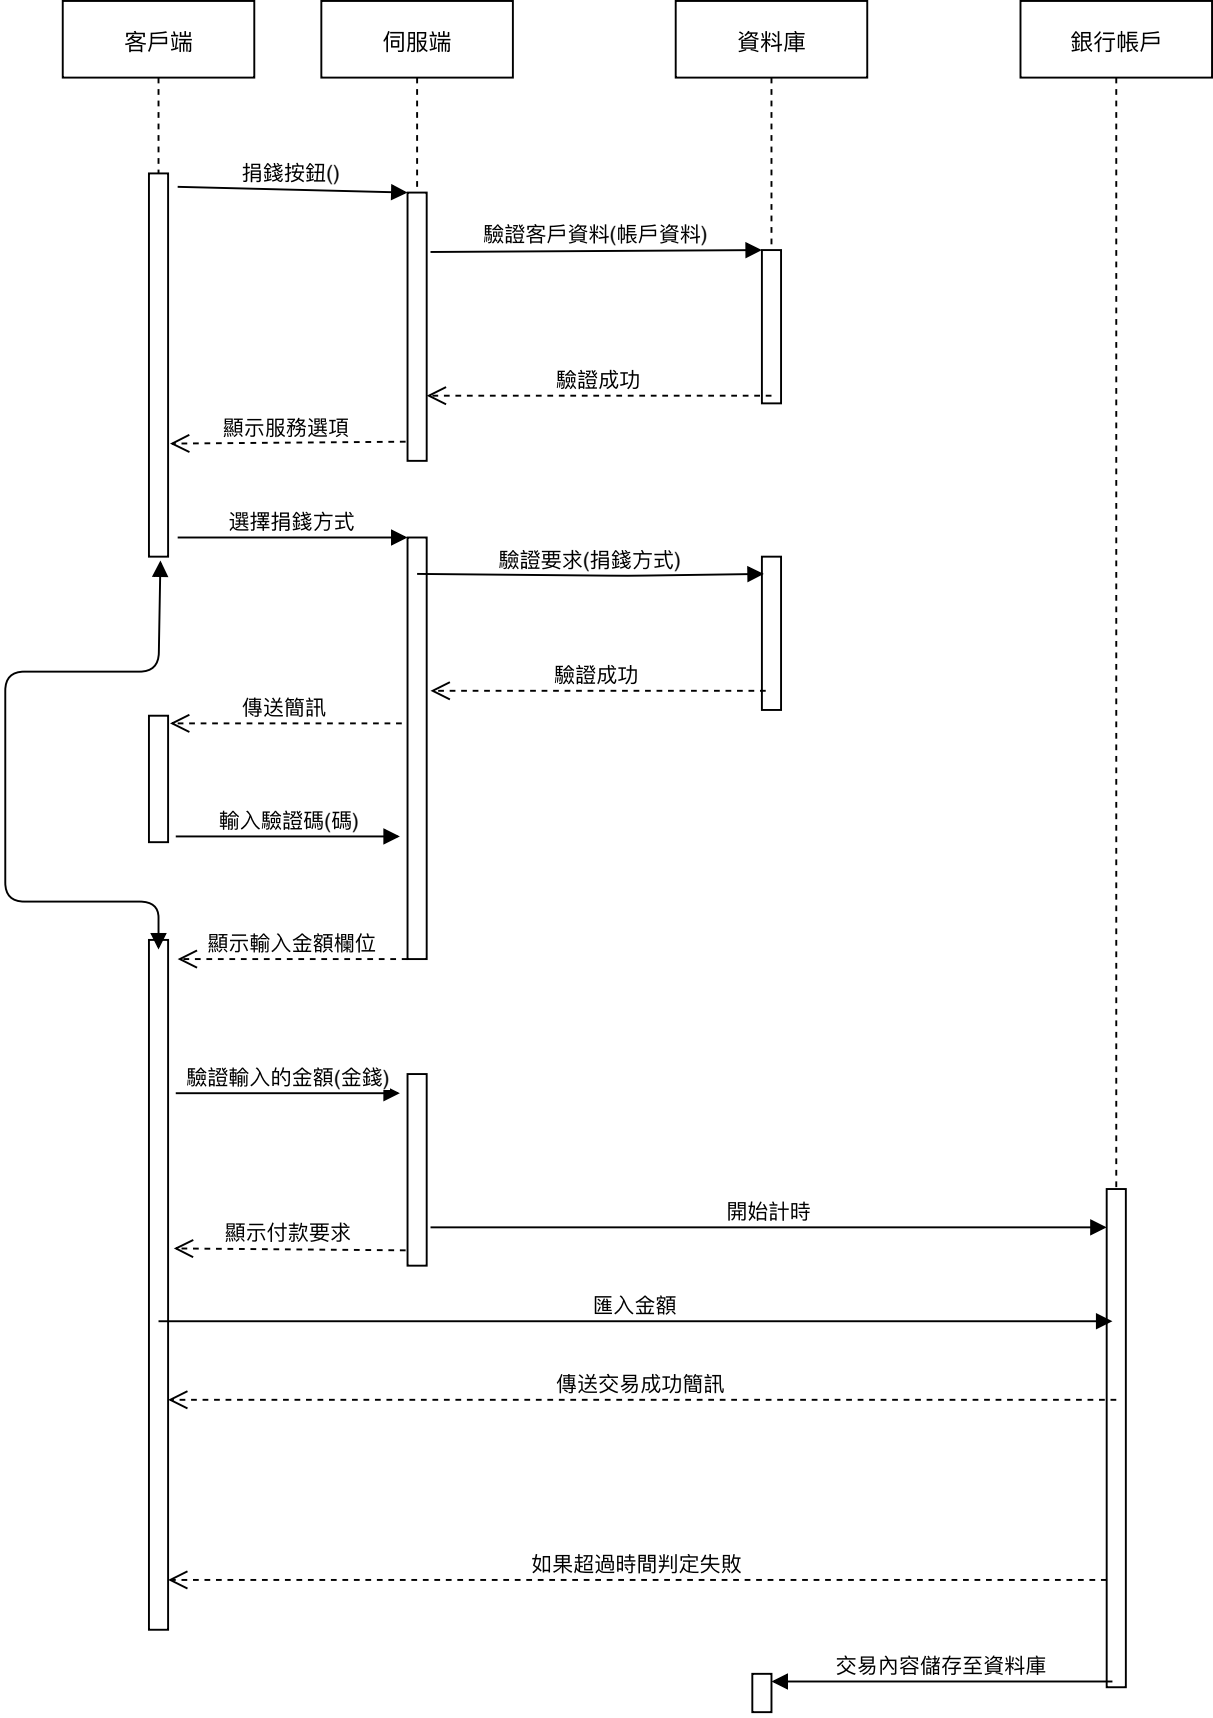 客戶端
伺服端
資料庫
銀行帳戶
捐錢按鈕()
驗證客戶資料(帳戶資料)
驗證成功
顯示服務選項
選擇捐錢方式
驗證要求(捐錢方式)
驗證成功
傳送簡訊
輸入驗證碼(碼)
顯示輸入金額欄位
驗證輸入的金額(金錢)
開始計時
顯示付款要求
匯入金額
傳送交易成功簡訊
如果超過時間判定失敗
交易內容儲存至資料庫